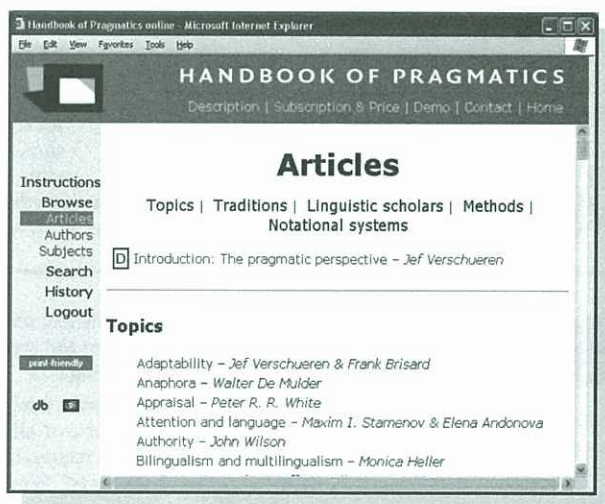 Handbook of Pragmatics online - Microsoft Internet Explorer
File Edit View Favorites Tools Help
HANDBOOK OF PRAGMATICS
Description | Subscription & Price | Demo | Contact | Home
Instructions
Browse
Articles
Authors
Subjects
Search
History
Logout
print-friendly
db
Articles
Topics | Traditions | Linguistic scholars | Methods |
Notational systems
D Introduction: The pragmatic perspective – Jef Verschueren
Topics
Adaptability – Jef Verschueren & Frank Brisard
Anaphora – Walter De Mulder
Appraisal – Peter R. R. White
Attention and language – Maxim I. Stamenov & Elena Andonova
Authority – John Wilson
Bilingualism and multilingualism – Monica Heller